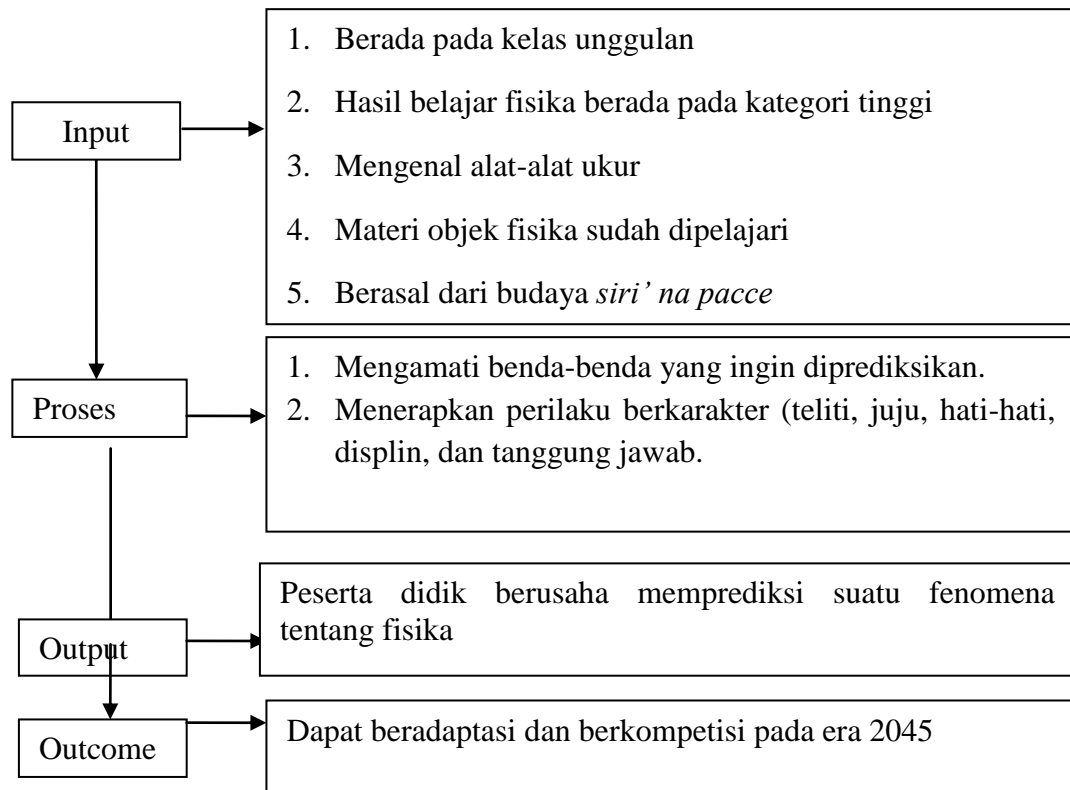 Input
1. Berada pada kelas unggulan
2. Hasil belajar fisika berada pada kategori tinggi
3. Mengenal alat-alat ukur
4. Materi objek fisika sudah dipelajari
5. Berasal dari budaya siri’ na pacce
Proses
1. Mengamati benda-benda yang ingin diprediksikan.
2. Menerapkan perilaku berkarakter (teliti, juju, hati-hati,
displin, dan tanggung jawab.
Output
Peserta didik berusaha memprediksi suatu fenomena
tentang fisika
Outcome
Dapat beradaptasi dan berkompetisi pada era 2045